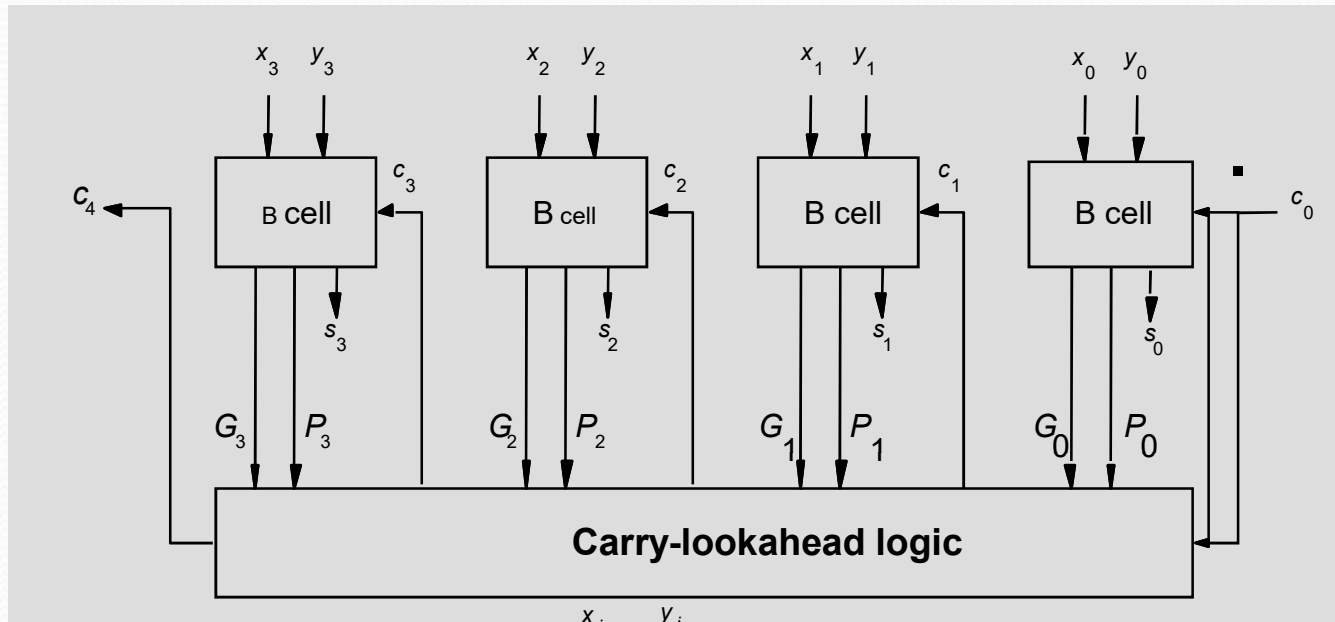 x3 y3 x2 y2 x1 y1 x0 y0
c3 c2 c1
c4 B cell B cell B cell B cell c0
s3 s2 s1 s0
G3 P3 G2 P2 G1 P1 G0 P0
Carry-lookahead logic
x y